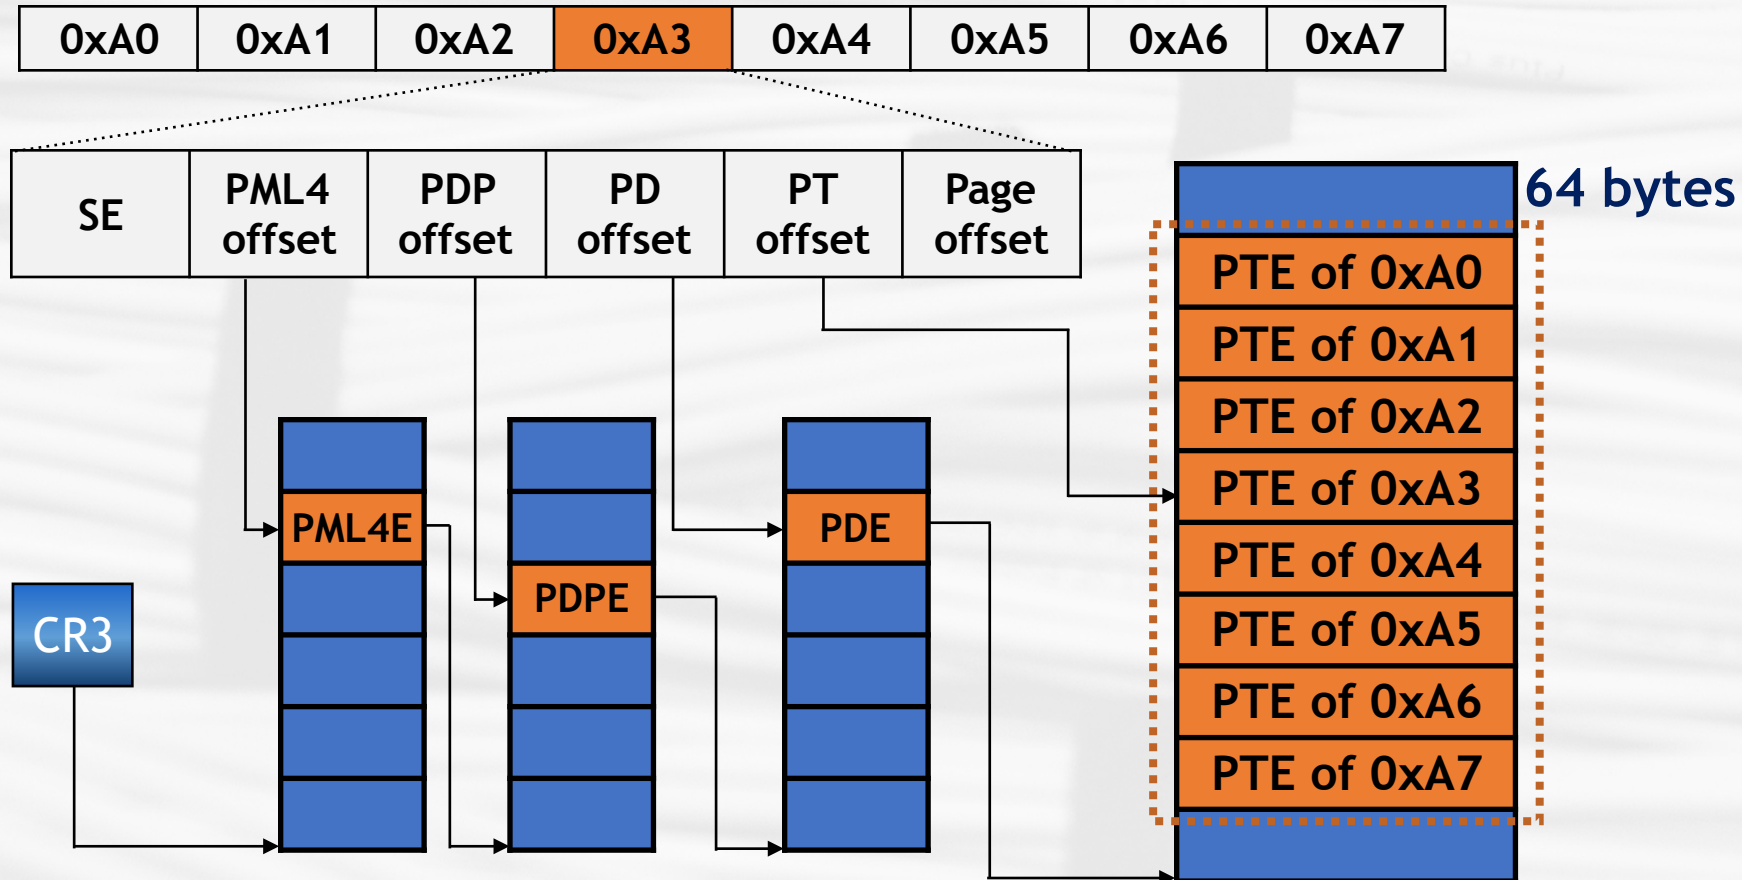 0xA0 0xA1 0xA2 0xA3 0xA4 0xA5 0xA6 0xA7
SE
PML4
offset
PDP
offset
PD
offset
PT
offset
Page
offset
64 bytes
PTE of 0xA0
PTE of 0xA1
PTE of 0xA2
PTE of 0xA3
PTE of 0xA4
PTE of 0xA5
PTE of 0xA6
PTE of 0xA7
PML4E
PDPE
PDE
CR3